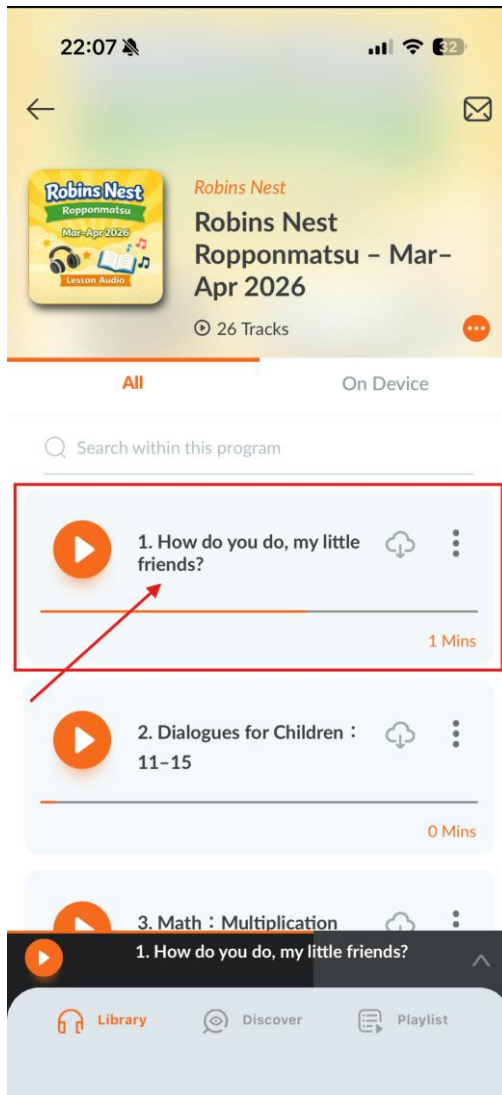 22:07
32
Robins Nest
Ropponmatsu
Mar-Apr 2026
Lesson Audio
Robins Nest
Robins Nest
Ropponmatsu – Mar–
Apr 2026
26 Tracks
All
On Device
Search within this program
1. How do you do, my little
friends?
1 Mins
2. Dialogues for Children：
11–15
0 Mins
3. Math：Multiplication
1. How do you do, my little friends?
Library
Discover
Playlist